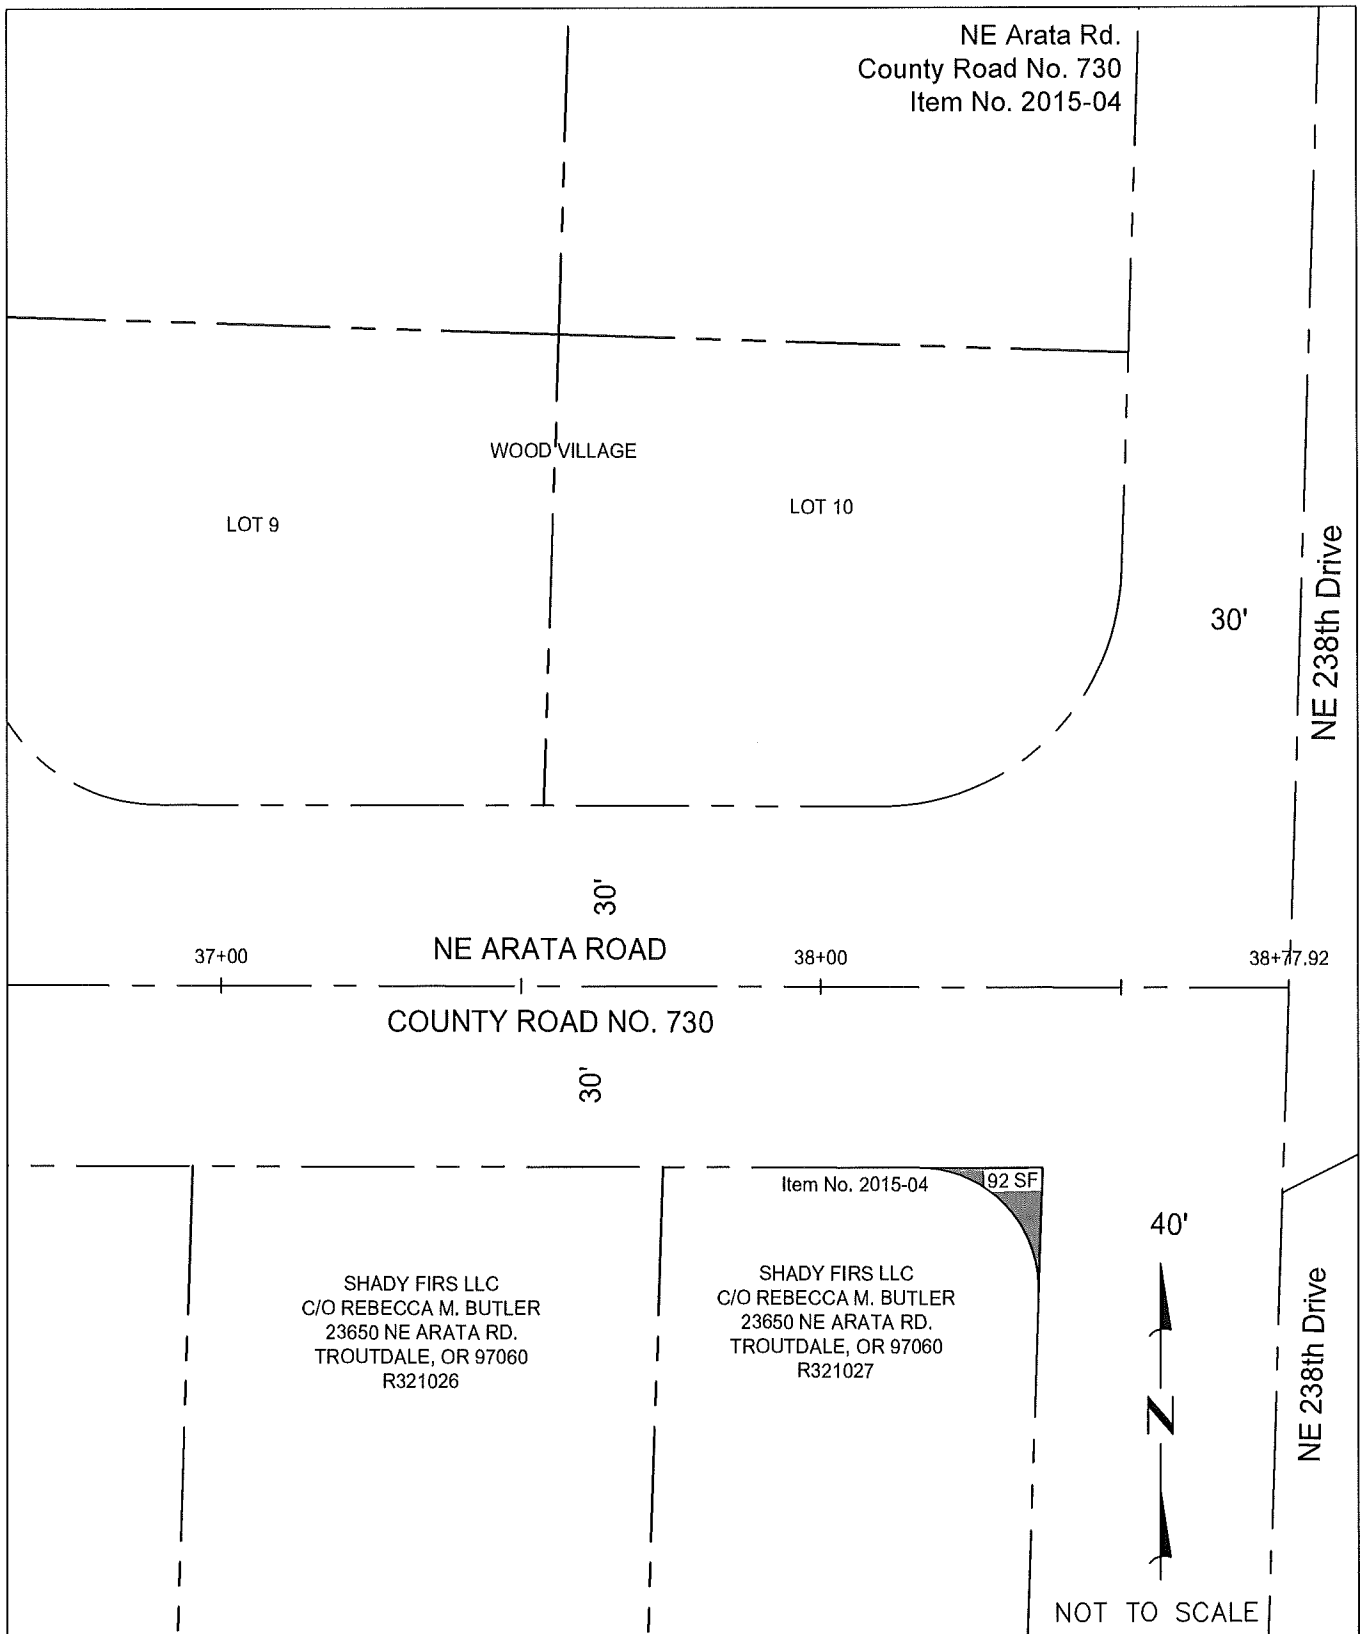 NE Arata Rd.
County Road No. 730
Item No. 2015-04
WOOD VILLAGE
LOT 9
LOT 10
30'
NE 238th Drive
30'
37+00
NE ARATA ROAD
38+00
38+77.92
COUNTY ROAD NO. 730
30'
Item No. 2015-04
92 SF
40'
SHADY FIRS LLC
C/O REBECCA M. BUTLER
23650 NE ARATA RD.
TROUTDALE, OR 97060
R321026
SHADY FIRS LLC
C/O REBECCA M. BUTLER
23650 NE ARATA RD.
TROUTDALE, OR 97060
R321027
NE 238th Drive
N
NOT TO SCALE